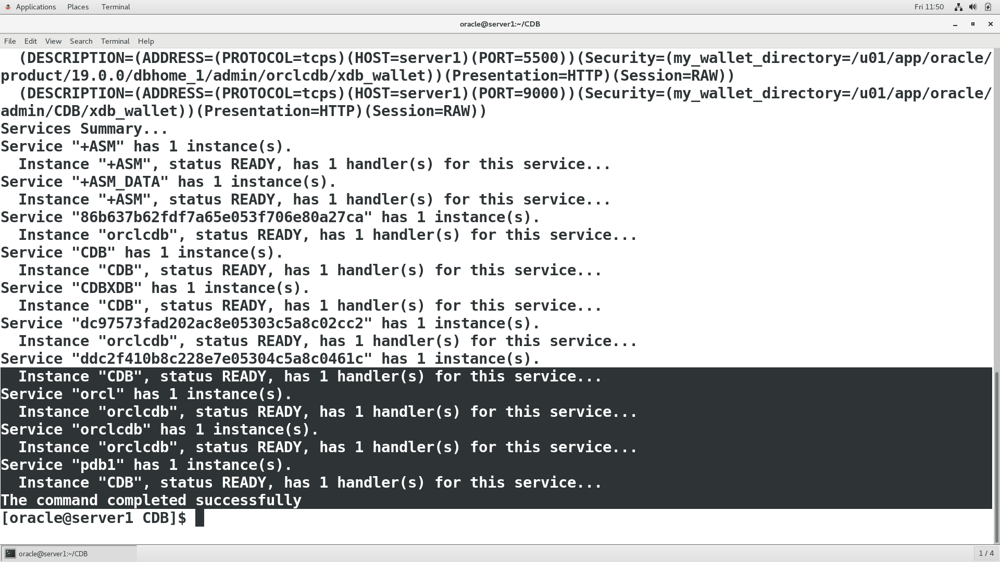 Applications Places Terminal Fri 11:50
oracle@server1:~/CDB
File Edit View Search Terminal Help
  (DESCRIPTION=(ADDRESS=(PROTOCOL=tcps)(HOST=server1)(PORT=5500))(Security=(my_wallet_directory=/u01/app/oracle/
product/19.0.0/dbhome_1/admin/orclcdb/xdb_wallet))(Presentation=HTTP)(Session=RAW))
  (DESCRIPTION=(ADDRESS=(PROTOCOL=tcps)(HOST=server1)(PORT=9000))(Security=(my_wallet_directory=/u01/app/oracle/
admin/CDB/xdb_wallet))(Presentation=HTTP)(Session=RAW))
Services Summary...
Service "+ASM" has 1 instance(s).
  Instance "+ASM", status READY, has 1 handler(s) for this service...
Service "+ASM_DATA" has 1 instance(s).
  Instance "+ASM", status READY, has 1 handler(s) for this service...
Service "86b637b62fdf7a65e053f706e80a27ca" has 1 instance(s).
  Instance "orclcdb", status READY, has 1 handler(s) for this service...
Service "CDB" has 1 instance(s).
  Instance "CDB", status READY, has 1 handler(s) for this service...
Service "CDBXDB" has 1 instance(s).
  Instance "CDB", status READY, has 1 handler(s) for this service...
Service "dc97573fad202ac8e05303c5a8c02cc2" has 1 instance(s).
  Instance "orclcdb", status READY, has 1 handler(s) for this service...
Service "ddc2f410b8c228e7e05304c5a8c0461c" has 1 instance(s).
  Instance "CDB", status READY, has 1 handler(s) for this service...
Service "orcl" has 1 instance(s).
  Instance "orclcdb", status READY, has 1 handler(s) for this service...
Service "orclcdb" has 1 instance(s).
  Instance "orclcdb", status READY, has 1 handler(s) for this service...
Service "pdb1" has 1 instance(s).
  Instance "CDB", status READY, has 1 handler(s) for this service...
The command completed successfully
[oracle@server1 CDB]$
oracle@server1:~/CDB 1 / 4